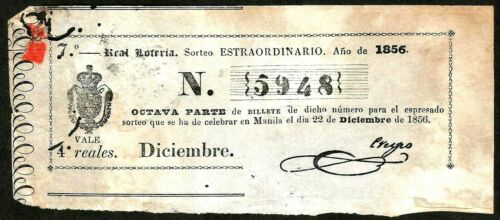 7.º — Real Lotería. Sorteo ESTRAORDINARIO. Año de 1856.
N. 5948
OCTAVA PARTE DE BILLETE de dicho número para el espresado
sorteo que se ha de celebrar en Manila el dia 22 de Diciembre de 1856.
VALE
4 reales. Diciembre.
Crespo